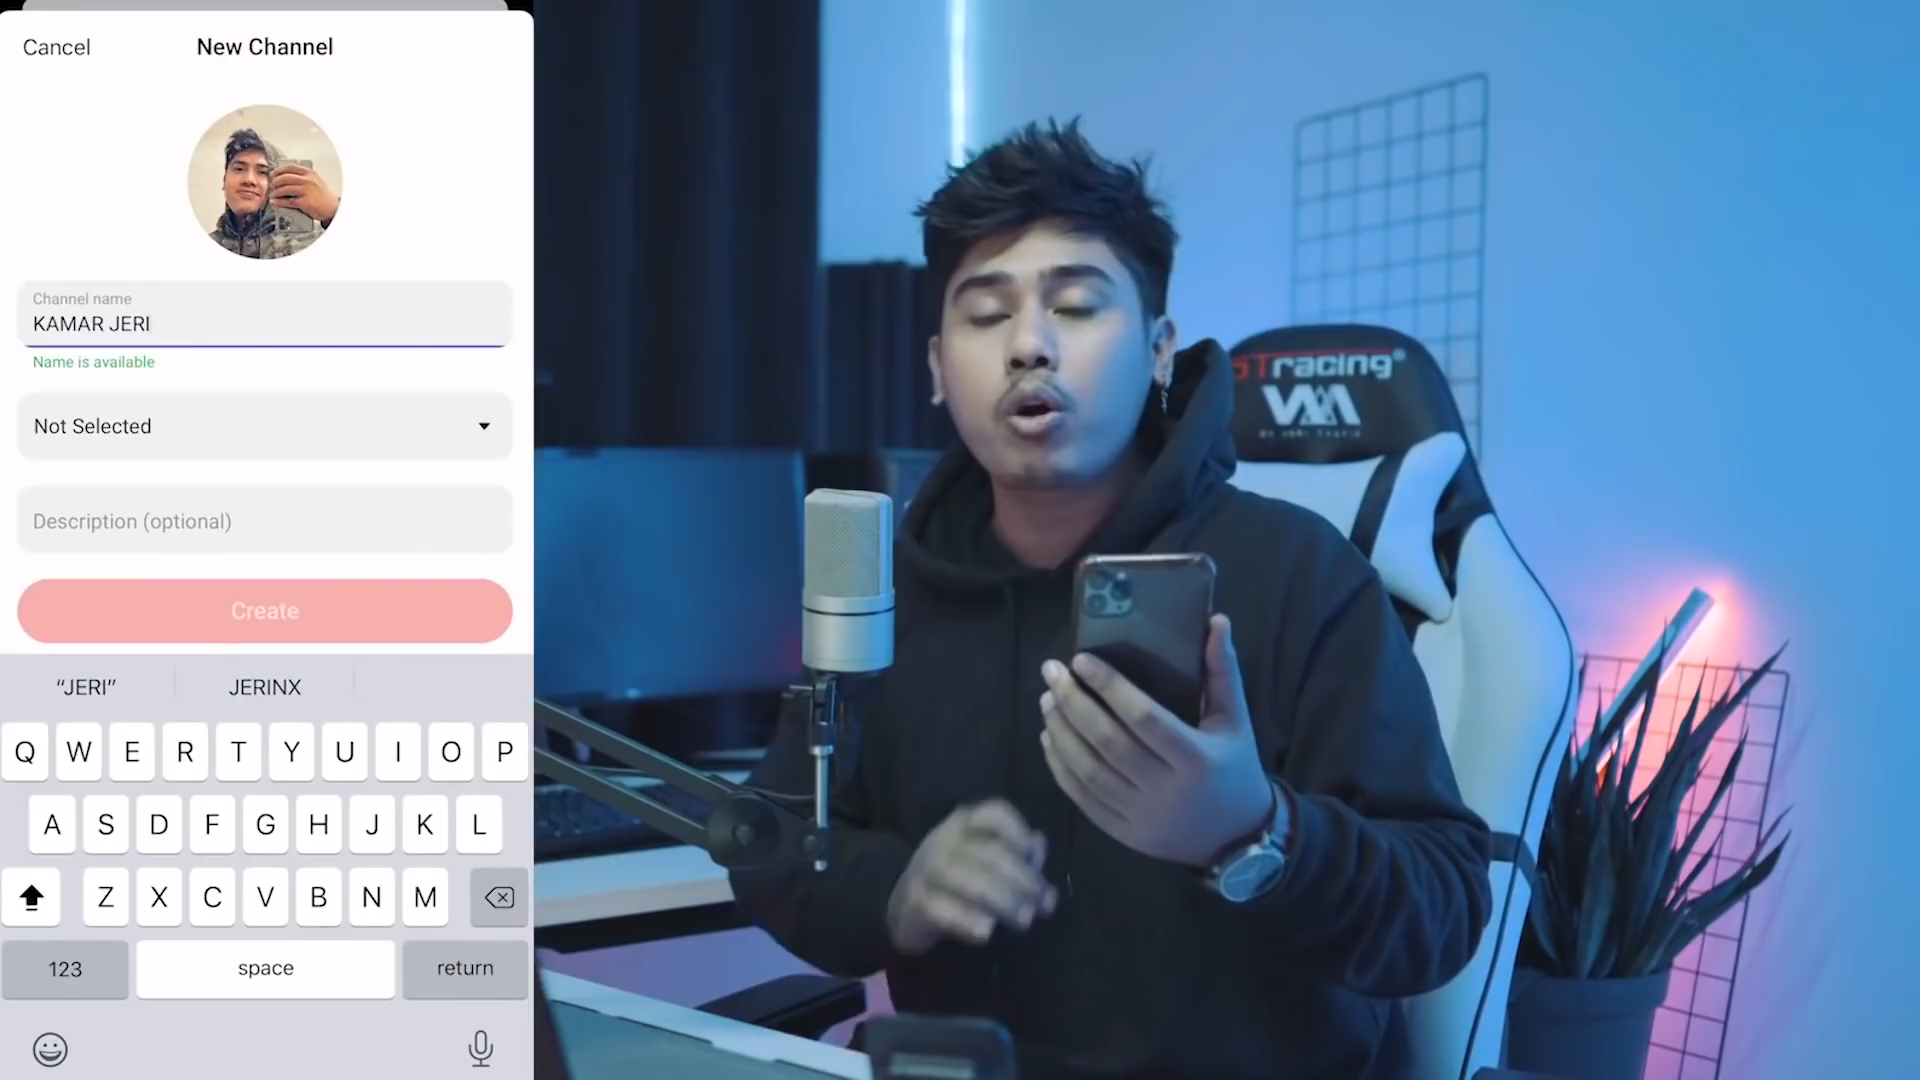 Cancel
New Channel
Channel name
KAMAR JERI
Name is available
Not Selected
Description (optional)
Create
“JERI”
JERINX
Q W E R T Y U I O P
A S D F G H J K L
Z X C V B N M
123
space
return
racing